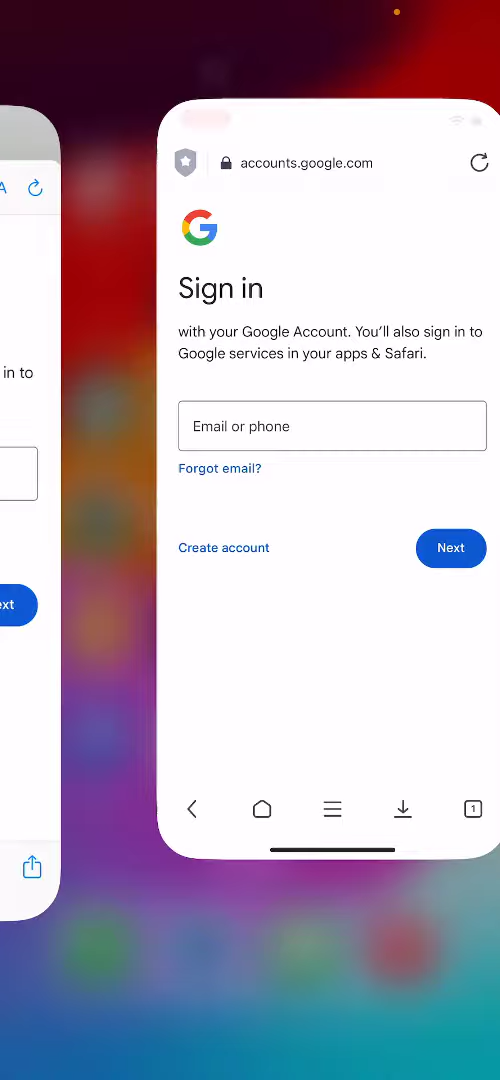 accounts.google.com
Sign in
with your Google Account. You'll also sign in to
Google services in your apps & Safari.
Email or phone
Forgot email?
Create account
Next
1
A
in to
ext